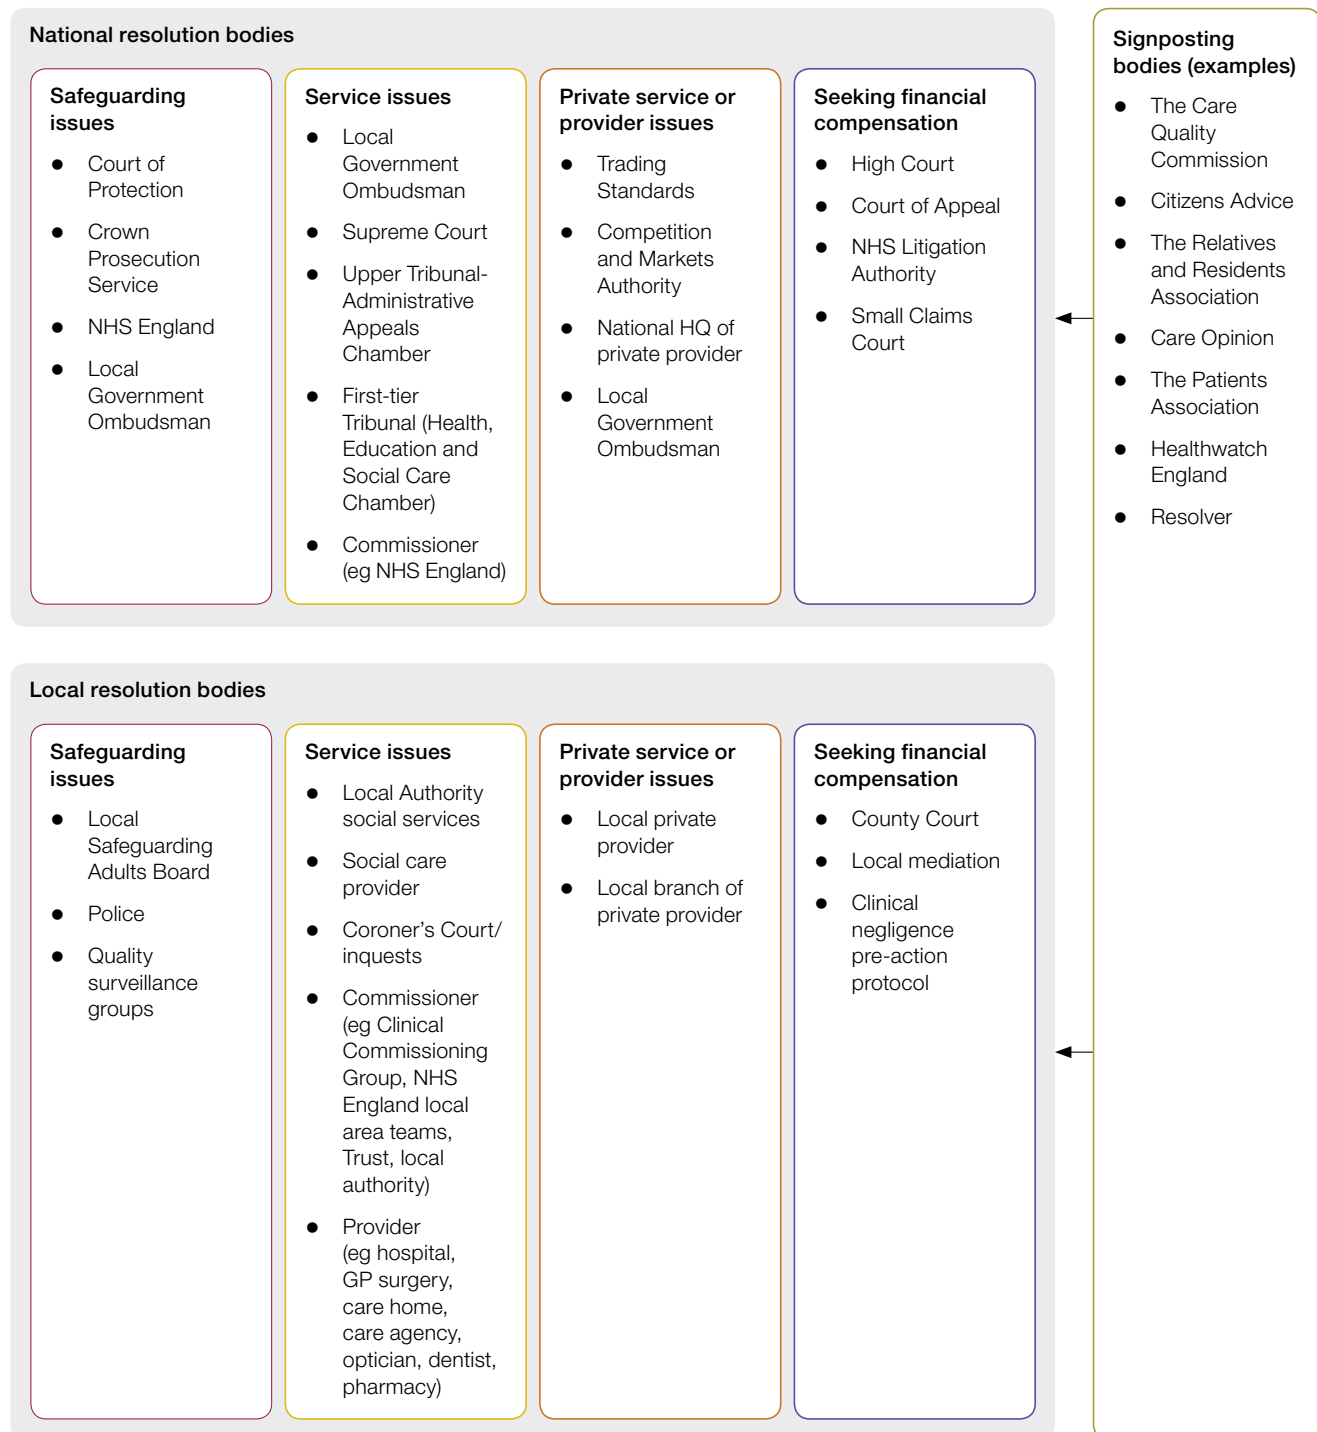 National resolution bodies
Safeguarding
issues
● Court of
Protection
● Crown
Prosecution
Service
● NHS England
● Local
Government
Ombudsman
Service issues
● Local
Government
Ombudsman
● Supreme Court
● Upper Tribunal-
Administrative
Appeals
Chamber
● First-tier
Tribunal (Health,
Education and
Social Care
Chamber)
● Commissioner
(eg NHS England)
Private service or
provider issues
● Trading
Standards
● Competition
and Markets
Authority
● National HQ of
private provider
● Local
Government
Ombudsman
Seeking financial
compensation
● High Court
● Court of Appeal
● NHS Litigation
Authority
● Small Claims
Court
Signposting
bodies (examples)
● The Care
Quality
Commission
● Citizens Advice
● The Relatives
and Residents
Association
● Care Opinion
● The Patients
Association
● Healthwatch
England
● Resolver
Local resolution bodies
Safeguarding
issues
● Local
Safeguarding
Adults Board
● Police
● Quality
surveillance
groups
Service issues
● Local Authority
social services
● Social care
provider
● Coroner's Court/
inquests
● Commissioner
(eg Clinical
Commissioning
Group, NHS
England local
area teams,
Trust, local
authority)
● Provider
(eg hospital,
GP surgery,
care home,
care agency,
optician, dentist,
pharmacy)
Private service or
provider issues
● Local private
provider
● Local branch of
private provider
Seeking financial
compensation
● County Court
● Local mediation
● Clinical
negligence
pre-action
protocol